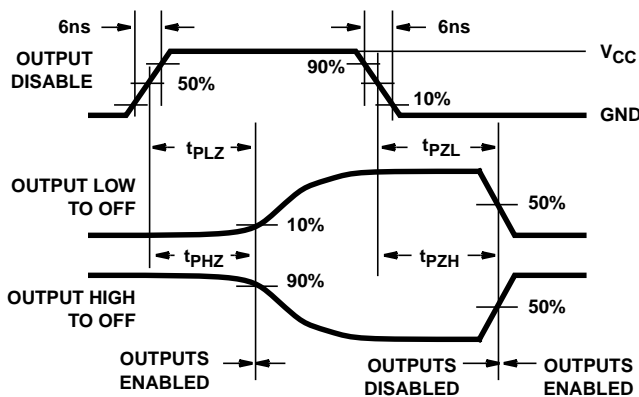 6ns
6ns
OUTPUT
DISABLE
90%
50%
10%
VCC
GND
tPLZ
tPZL
OUTPUT LOW
TO OFF
10%
50%
tPHZ
tPZH
OUTPUT HIGH
TO OFF
90%
50%
OUTPUTS
ENABLED
OUTPUTS
DISABLED
OUTPUTS
ENABLED